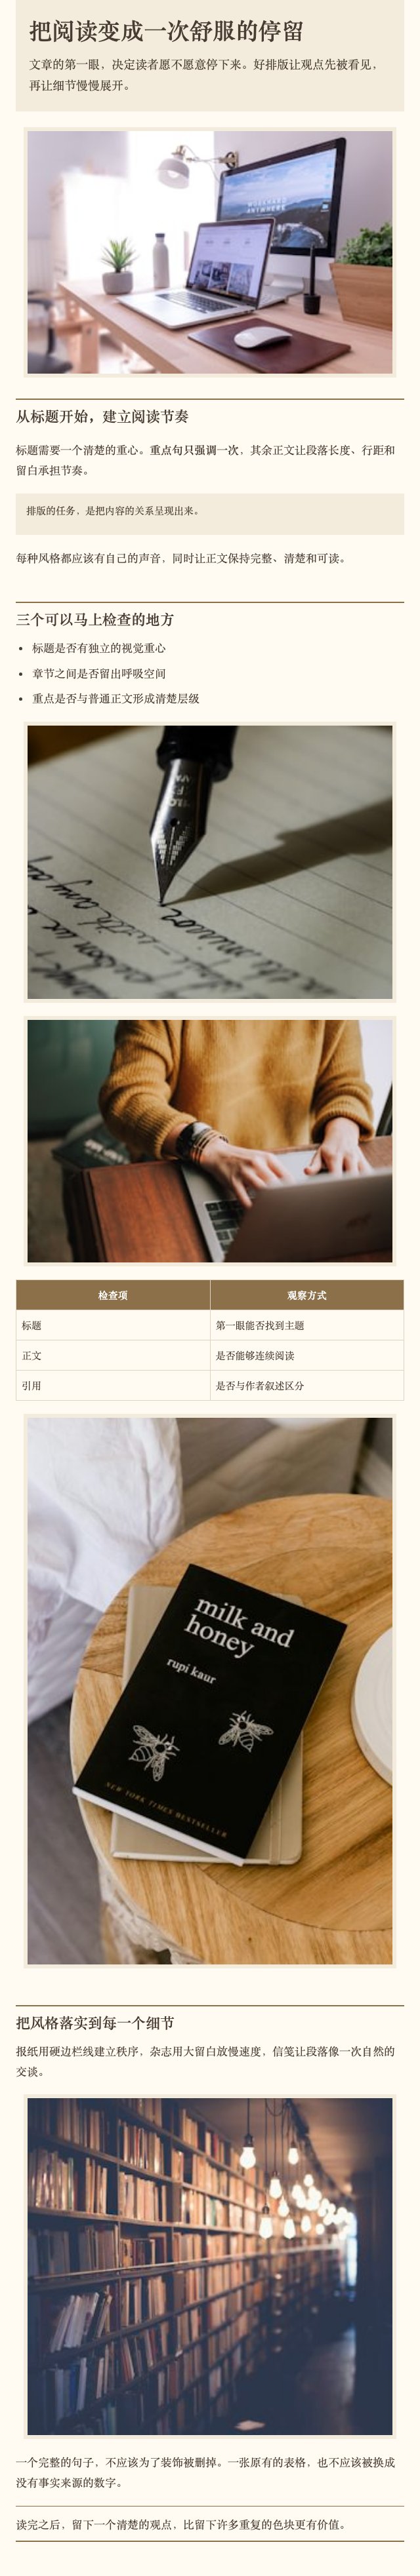 把阅读变成一次舒服的停留
文章的第一眼，决定读者愿不愿意停下来。好排版让观点先被看见，
再让细节慢慢展开。
从标题开始，建立阅读节奏
标题需要一个清楚的重心。重点句只强调一次，其余正文让段落长度、行距和
留白承担节奏。
排版的任务，是把内容的关系呈现出来。
每种风格都应该有自己的声音，同时让正文保持完整、清楚和可读。
三个可以马上检查的地方
• 标题是否有独立的视觉重心
• 章节之间是否留出呼吸空间
• 重点是否与普通正文形成清楚层级
检查项 观察方式
标题 第一眼能否找到主题
正文 是否能够连续阅读
引用 是否与作者叙述区分
milk and
honey
rupi kaur
NEW YORK TIMES BESTSELLER
把风格落实到每一个细节
报纸用硬边栏线建立秩序，杂志用大留白放慢速度，信笺让段落像一次自然的
交谈。
一个完整的句子，不应该为了装饰被删掉。一张原有的表格，也不应该被换成
没有事实来源的数字。
读完之后，留下一个清楚的观点，比留下许多重复的色块更有价值。